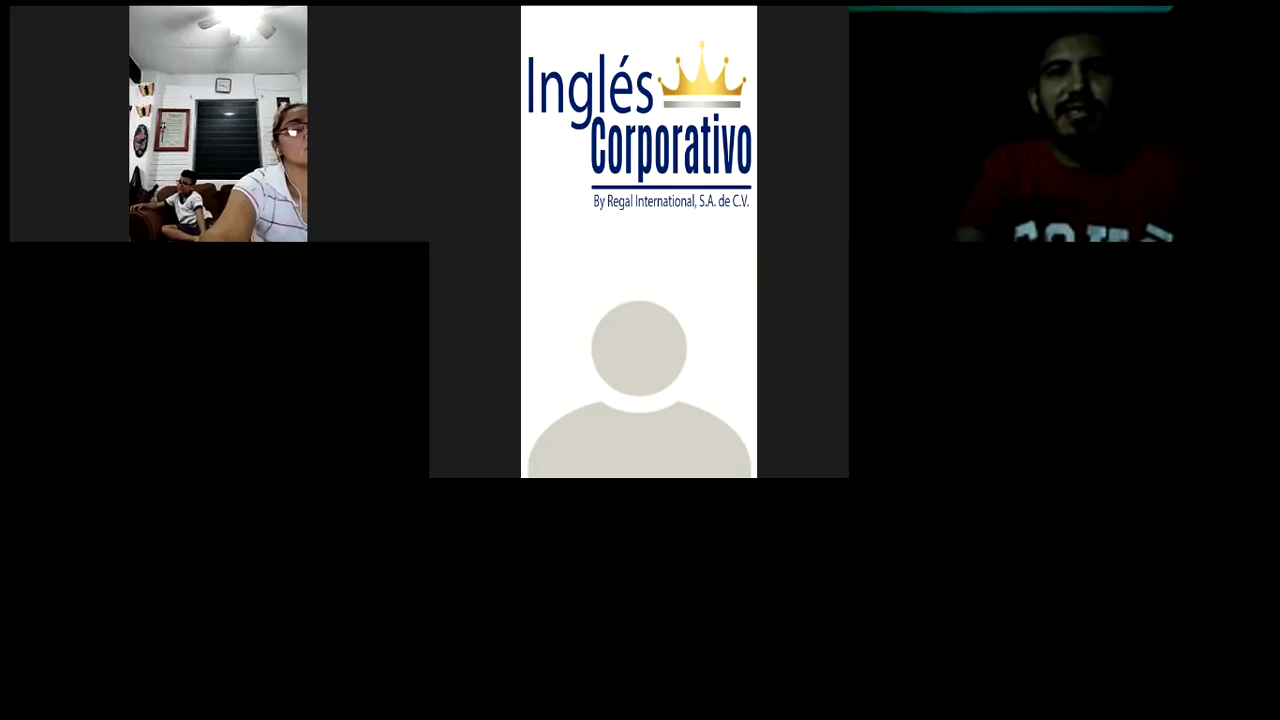 Inglés
Corporativo
By Regal International, S.A. de C.V.